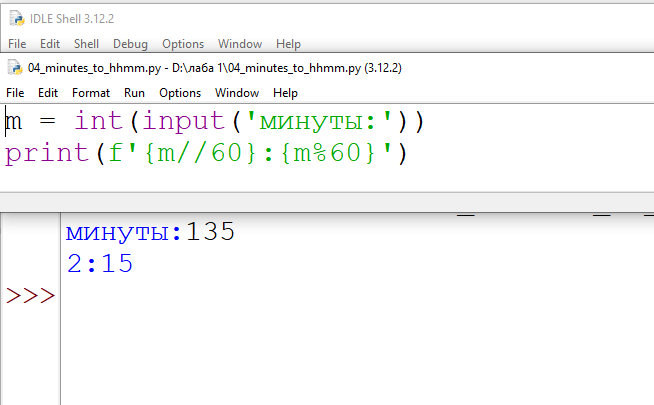 IDLE Shell 3.12.2
File Edit Shell Debug Options Window Help
04_minutes_to_hhmm.py - D:\лаба 1\04_minutes_to_hhmm.py (3.12.2)
File Edit Format Run Options Window Help
m = int(input('минуты:'))
print(f'{m//60}:{m%60}')
минуты:135
2:15
>>>